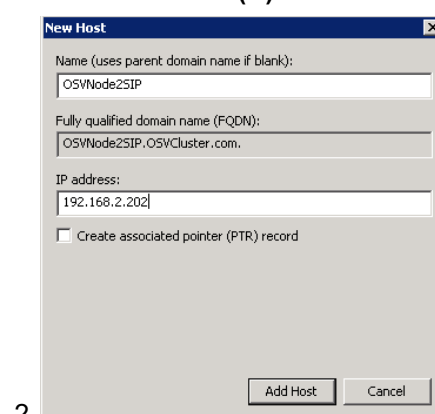 New Host
Name (uses parent domain name if blank):
OSVNode2SIP
Fully qualified domain name (FQDN):
OSVNode2SIP.OSVCluster.com.
IP address:
192.168.2.202
Create associated pointer (PTR) record
Add Host Cancel